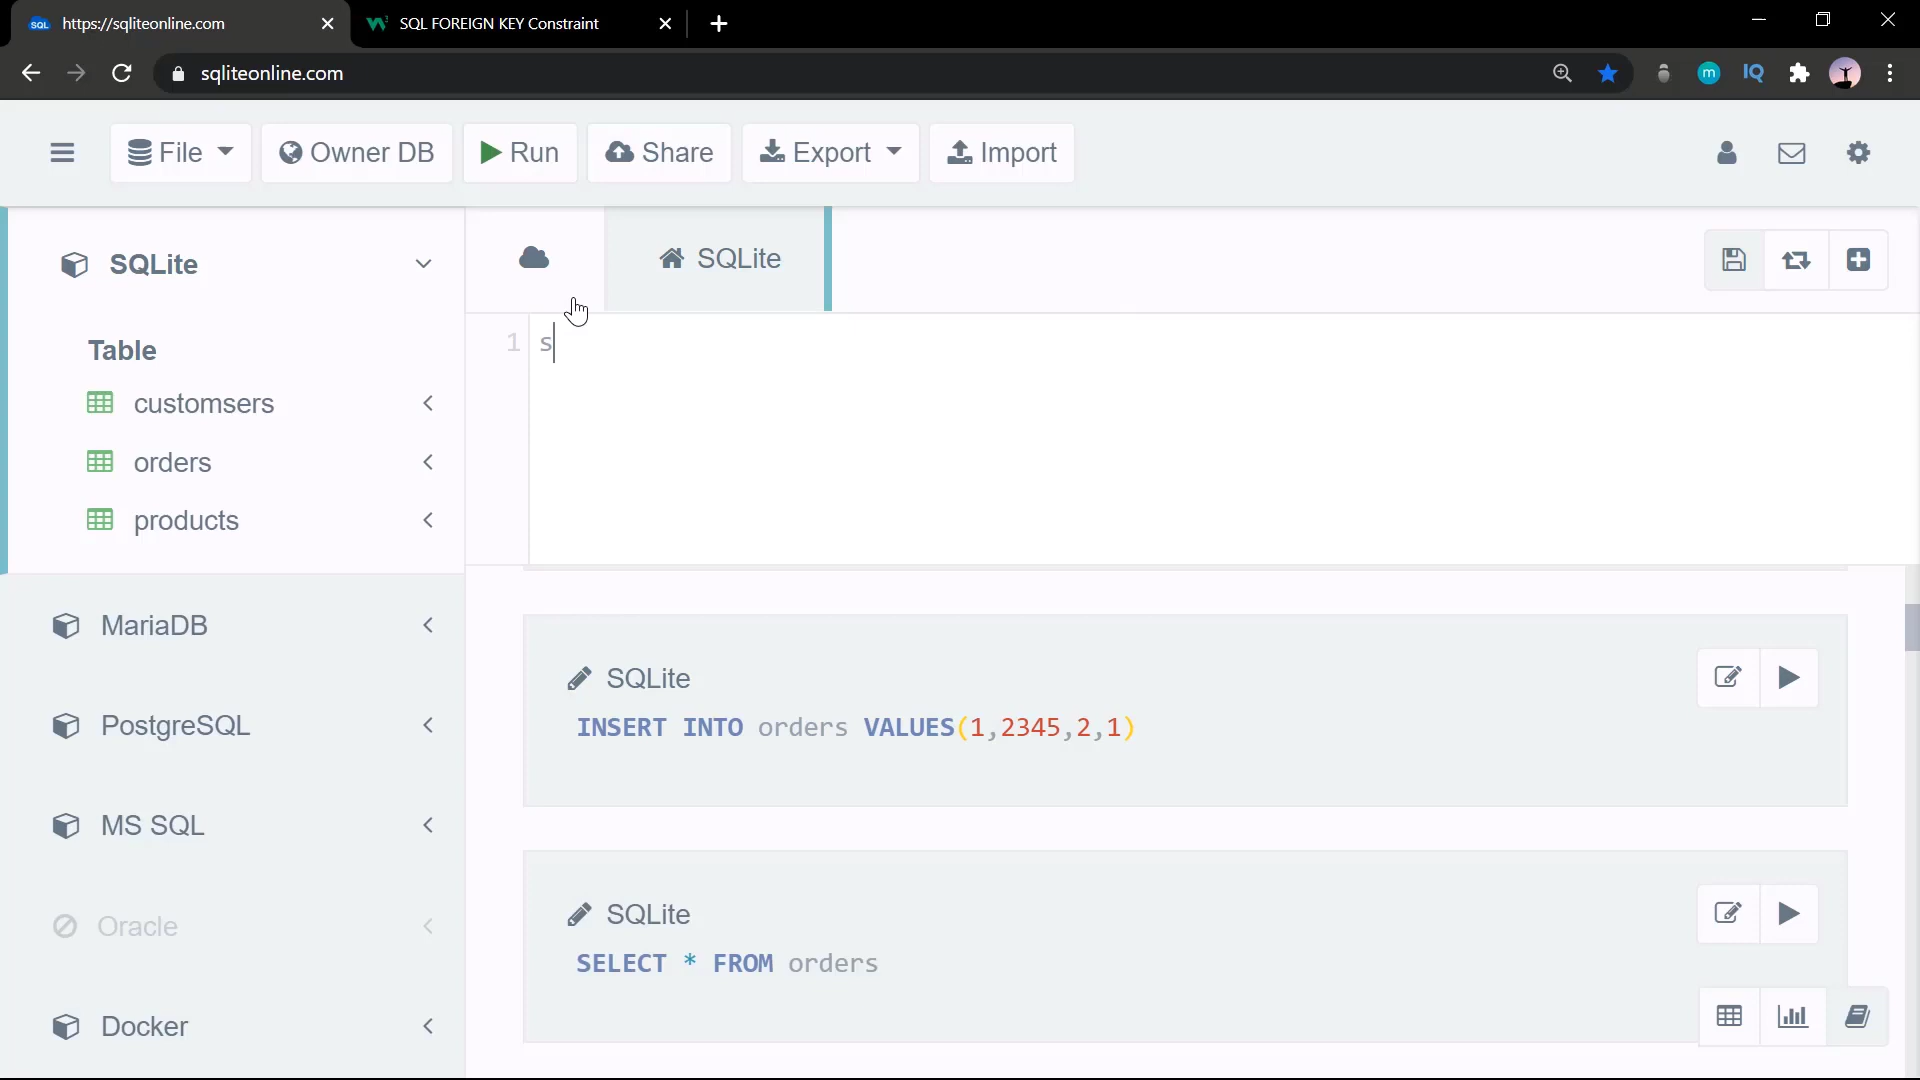 https://sqliteonline.com
SQL FOREIGN KEY Constraint
sqliteonline.com
File
Owner DB
Run
Share
Export
Import
SQLite
SQLite
1 s
Table
customsers
orders
products
MariaDB
PostgreSQL
MS SQL
Oracle
Docker
SQLite
INSERT INTO orders VALUES(1,2345,2,1)
SQLite
SELECT * FROM orders
SQL
m
IQ